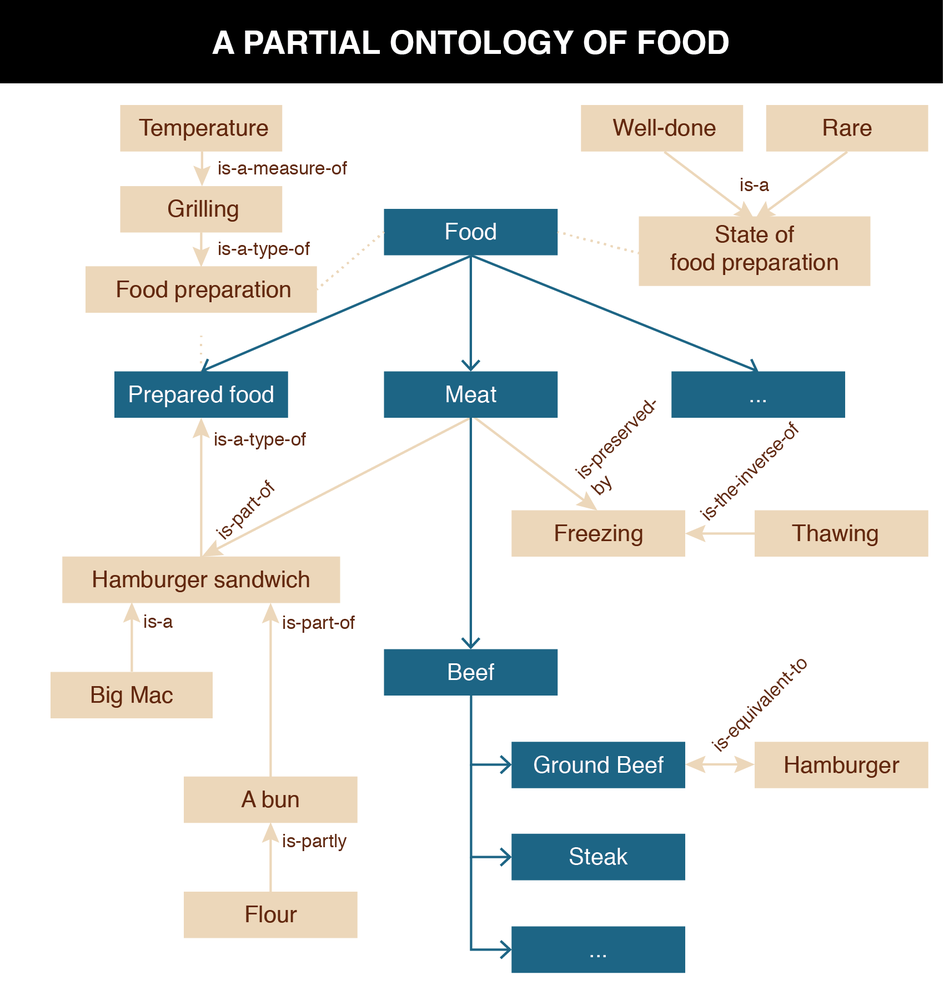 A PARTIAL ONTOLOGY OF FOOD
Temperature
Well-done
Rare
is-a-measure-of
is-a
Grilling
Food
State of
food preparation
is-a-type-of
Food preparation
Prepared food
Meat
...
is-a-type-of
is-part-of
is-preserved-
by
is-the-inverse-of
Freezing
Thawing
Hamburger sandwich
is-a
is-part-of
Big Mac
Beef
is-equivalent-to
Ground Beef
Hamburger
A bun
is-partly
Steak
Flour
...